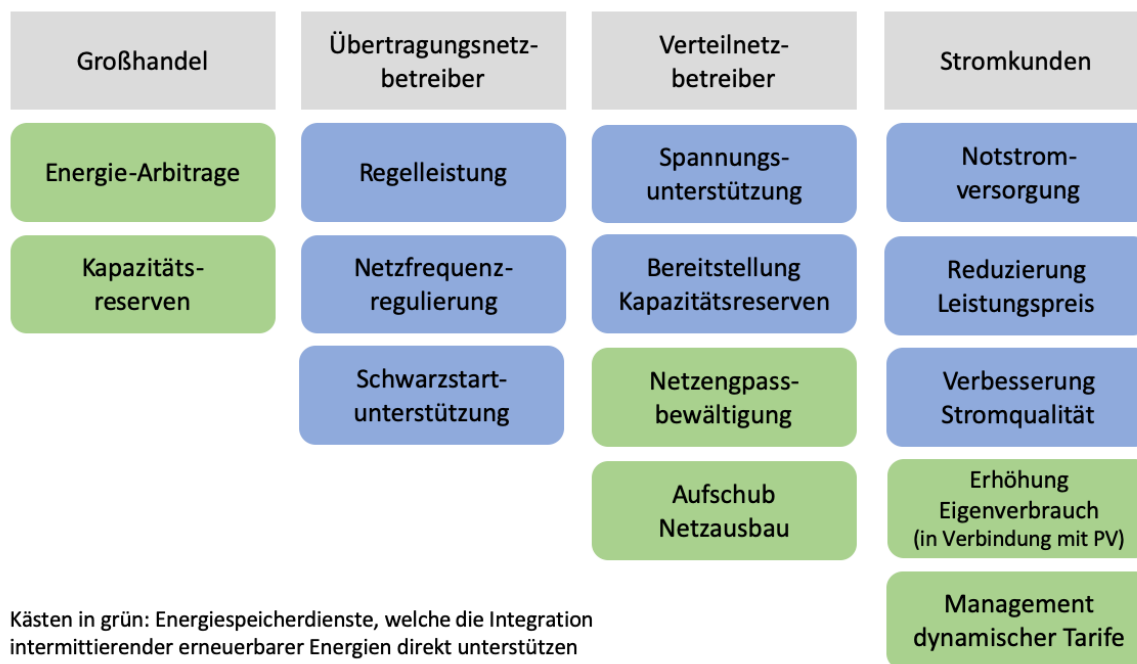 Großhandel
Übertragungsnetz-
betreiber
Verteilnetz-
betreiber
Stromkunden
Energie-Arbitrage
Regelleistung
Spannungs-
unterstützung
Notstrom-
versorgung
Kapazitäts-
reserven
Netzfrequenz-
regulierung
Bereitstellung
Kapazitätsreserven
Reduzierung
Leistungspreis
Schwarzstart-
unterstützung
Netzengpass-
bewältigung
Verbesserung
Stromqualität
Aufschub
Netzausbau
Erhöhung
Eigenverbrauch
(in Verbindung mit PV)
Management
dynamischer Tarife
Kästen in grün: Energiespeicherdienste, welche die Integration
intermittierender erneuerbarer Energien direkt unterstützen